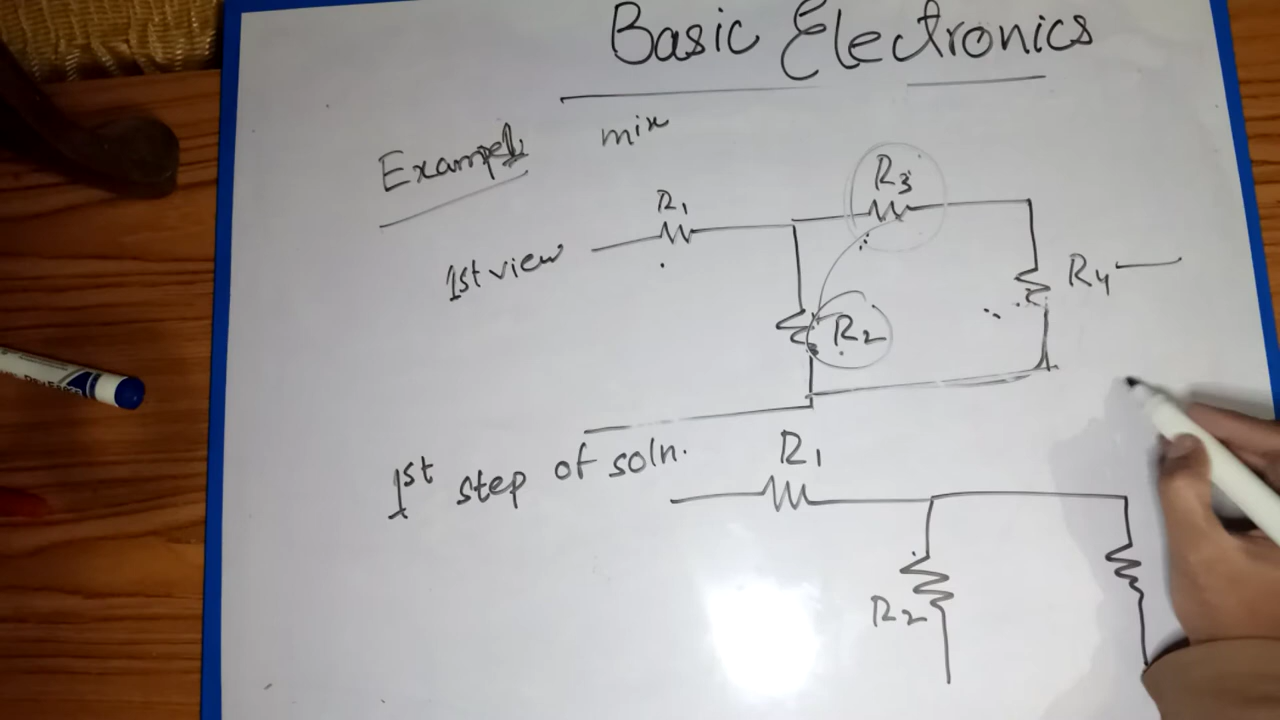 Basic Electronics
Example mix
R3
R1
1st view
R4
R2
1st step of soln.
R1
R2